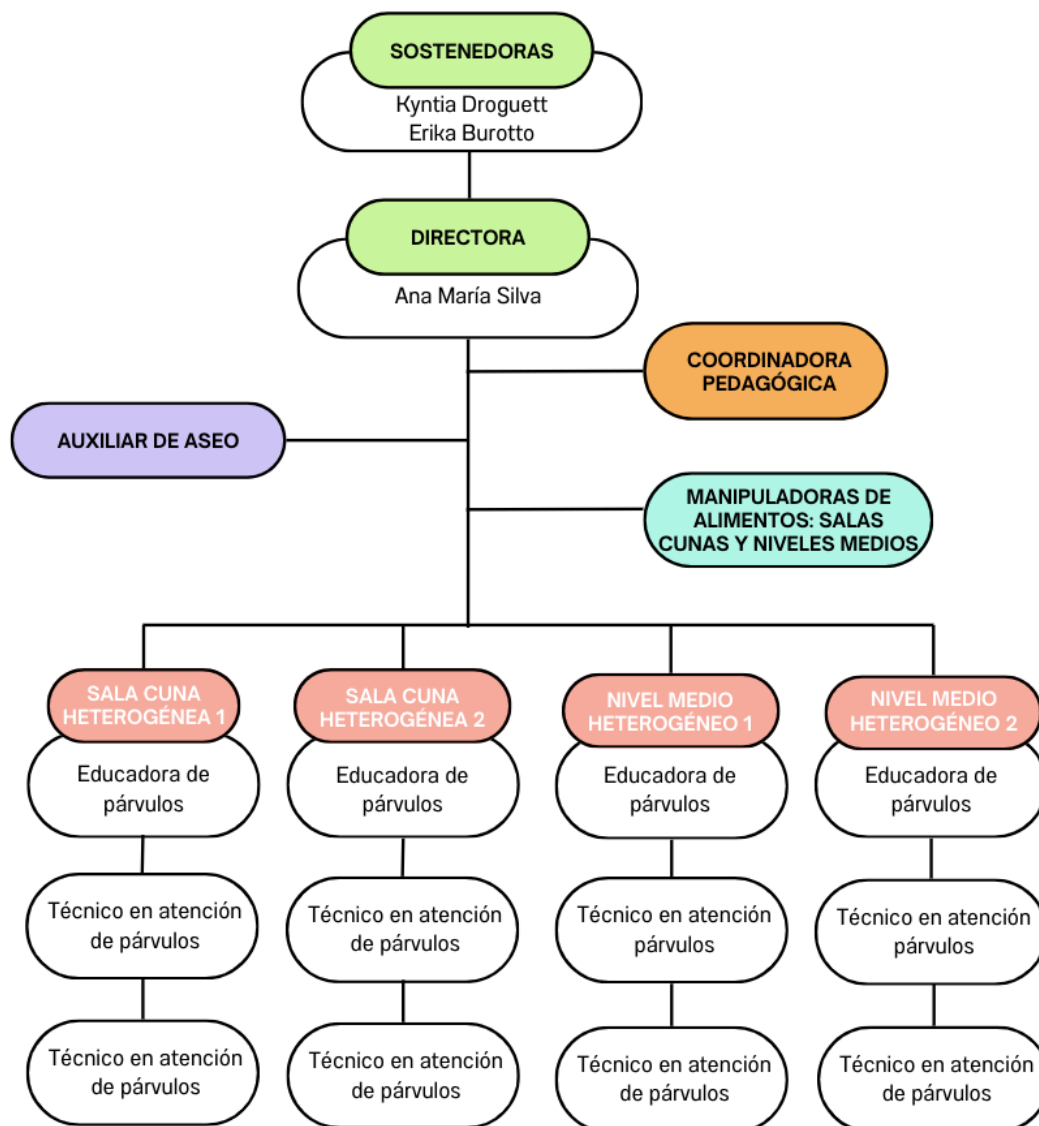 SOSTENEDORAS
Kyntia Droguett
Erika Burotto
DIRECTORA
Ana María Silva
COORDINADORA
PEDAGÓGICA
AUXILIAR DE ASEO
MANIPULADORAS DE
ALIMENTOS: SALAS
CUNAS Y NIVELES MEDIOS
SALA CUNA
HETEROGÉNEA 1
Educadora de
párvulos
Técnico en atención
de párvulos
Técnico en atención
de párvulos
SALA CUNA
HETEROGÉNEA 2
Educadora de
párvulos
Técnico en atención
de párvulos
Técnico en atención
de párvulos
NIVEL MEDIO
HETEROGÉNEO 1
Educadora de
párvulos
Técnico en atención
párvulos
Técnico en atención
de párvulos
NIVEL MEDIO
HETEROGÉNEO 2
Educadora de
párvulos
Técnico en atención
párvulos
Técnico en atención
de párvulos